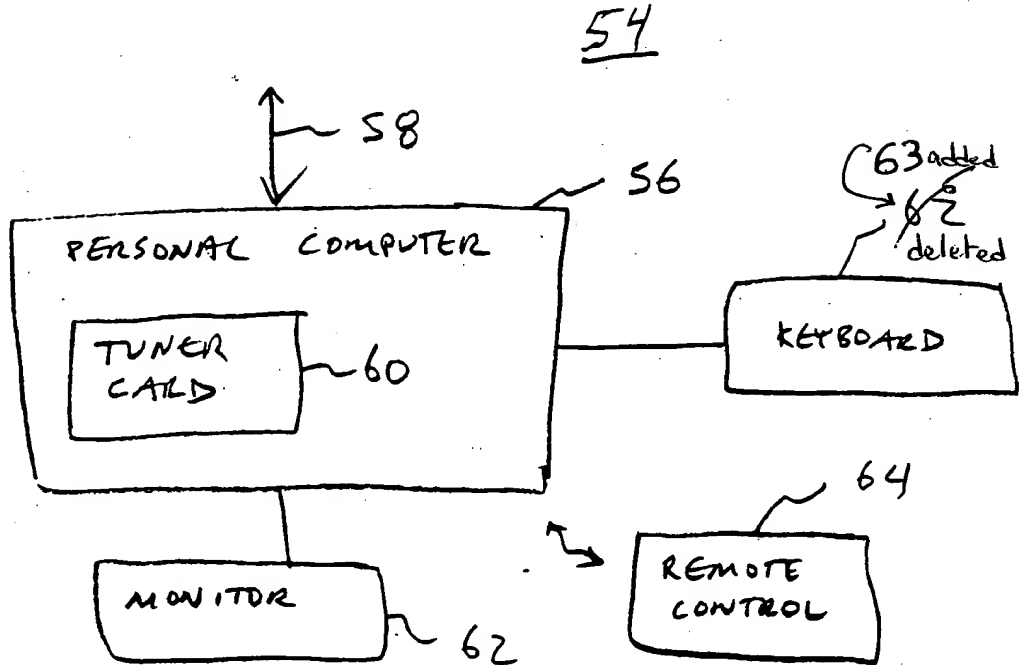 54
58
63 added
62
deleted
56
PERSONAL COMPUTER
TUNER
CARD
60
KEYBOARD
64
REMOTE
CONTROL
MONITOR
62